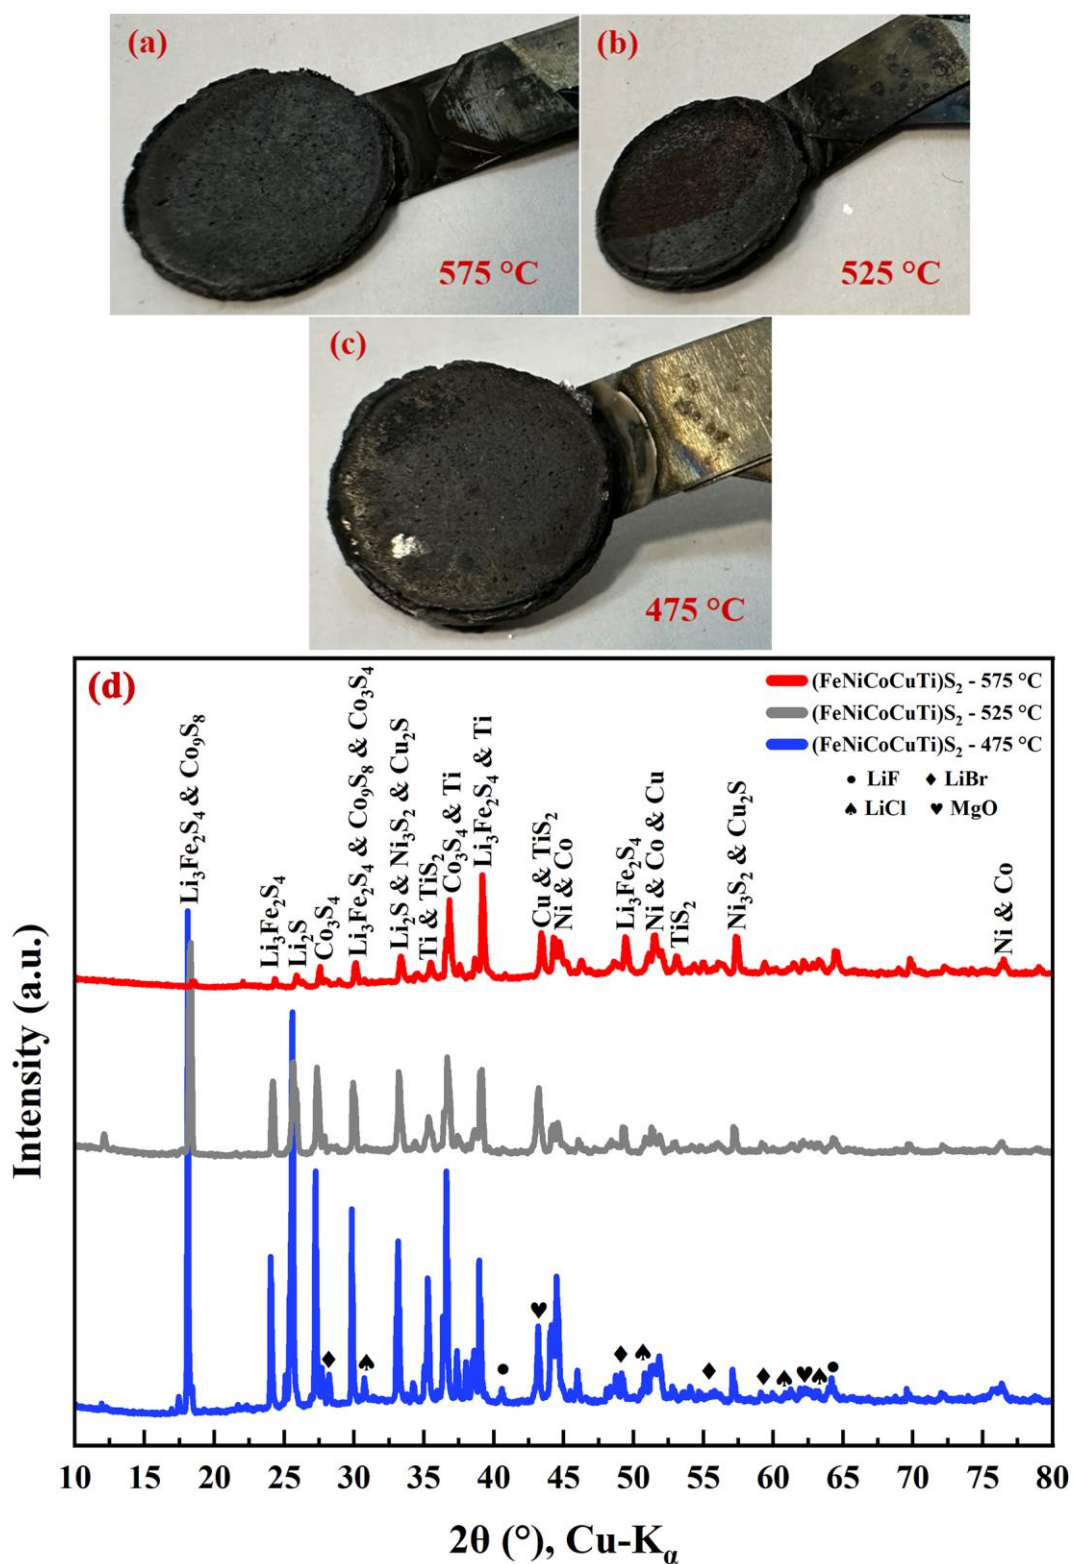 (a)
575 °C
(b)
525 °C
(c)
475 °C
(d)
(FeNiCoCuTi)S₂ - 575 °C
(FeNiCoCuTi)S₂ - 525 °C
(FeNiCoCuTi)S₂ - 475 °C
• LiF ♦ LiBr
♠ LiCl ♥ MgO
Li₃Fe₂S₄ & Co₉S₈
Li₃Fe₂S₄
Li₂S
Co₃S₄
Li₃Fe₂S₄ & Co₉S₈ & Co₃S₄
Li₂S & Ni₃S₂ & Cu₂S
Ti & TiS₂
Co₃S₄ & Ti
Li₃Fe₂S₄ & Ti
Cu & TiS₂
Ni & Co
Li₃Fe₂S₄
Ni & Co & Cu
TiS₂
Ni₃S₂ & Cu₂S
Ni & Co
Intensity (a.u.)
10 15 20 25 30 35 40 45 50 55 60 65 70 75 80
2θ (°), Cu-Kα